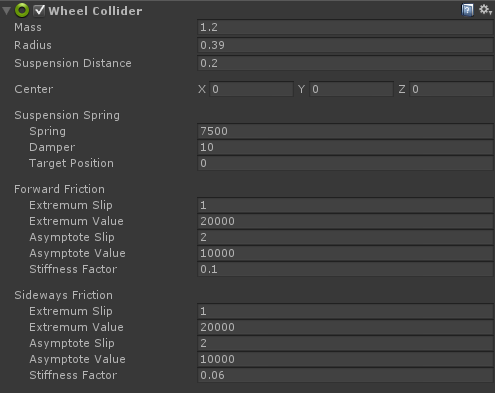 Wheel Collider
Mass 1.2
Radius 0.39
Suspension Distance 0.2
Center X 0 Y 0 Z 0
Suspension Spring
Spring 7500
Damper 10
Target Position 0
Forward Friction
Extremum Slip 1
Extremum Value 20000
Asymptote Slip 2
Asymptote Value 10000
Stiffness Factor 0.1
Sideways Friction
Extremum Slip 1
Extremum Value 20000
Asymptote Slip 2
Asymptote Value 10000
Stiffness Factor 0.06